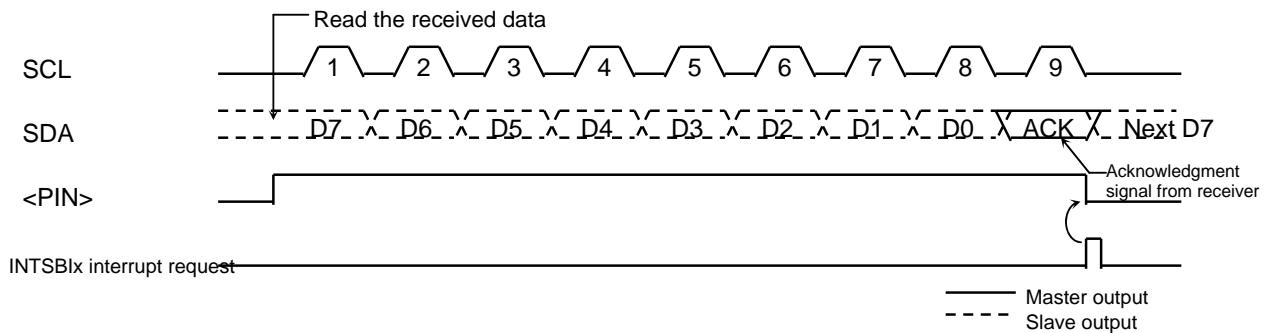 Read the received data
SCL 1 2 3 4 5 6 7 8 9
SDA D7 D6 D5 D4 D3 D2 D1 D0 ACK Next D7
Acknowledgment
signal from receiver
<PIN>
INTSBIx interrupt request
Master output
Slave output